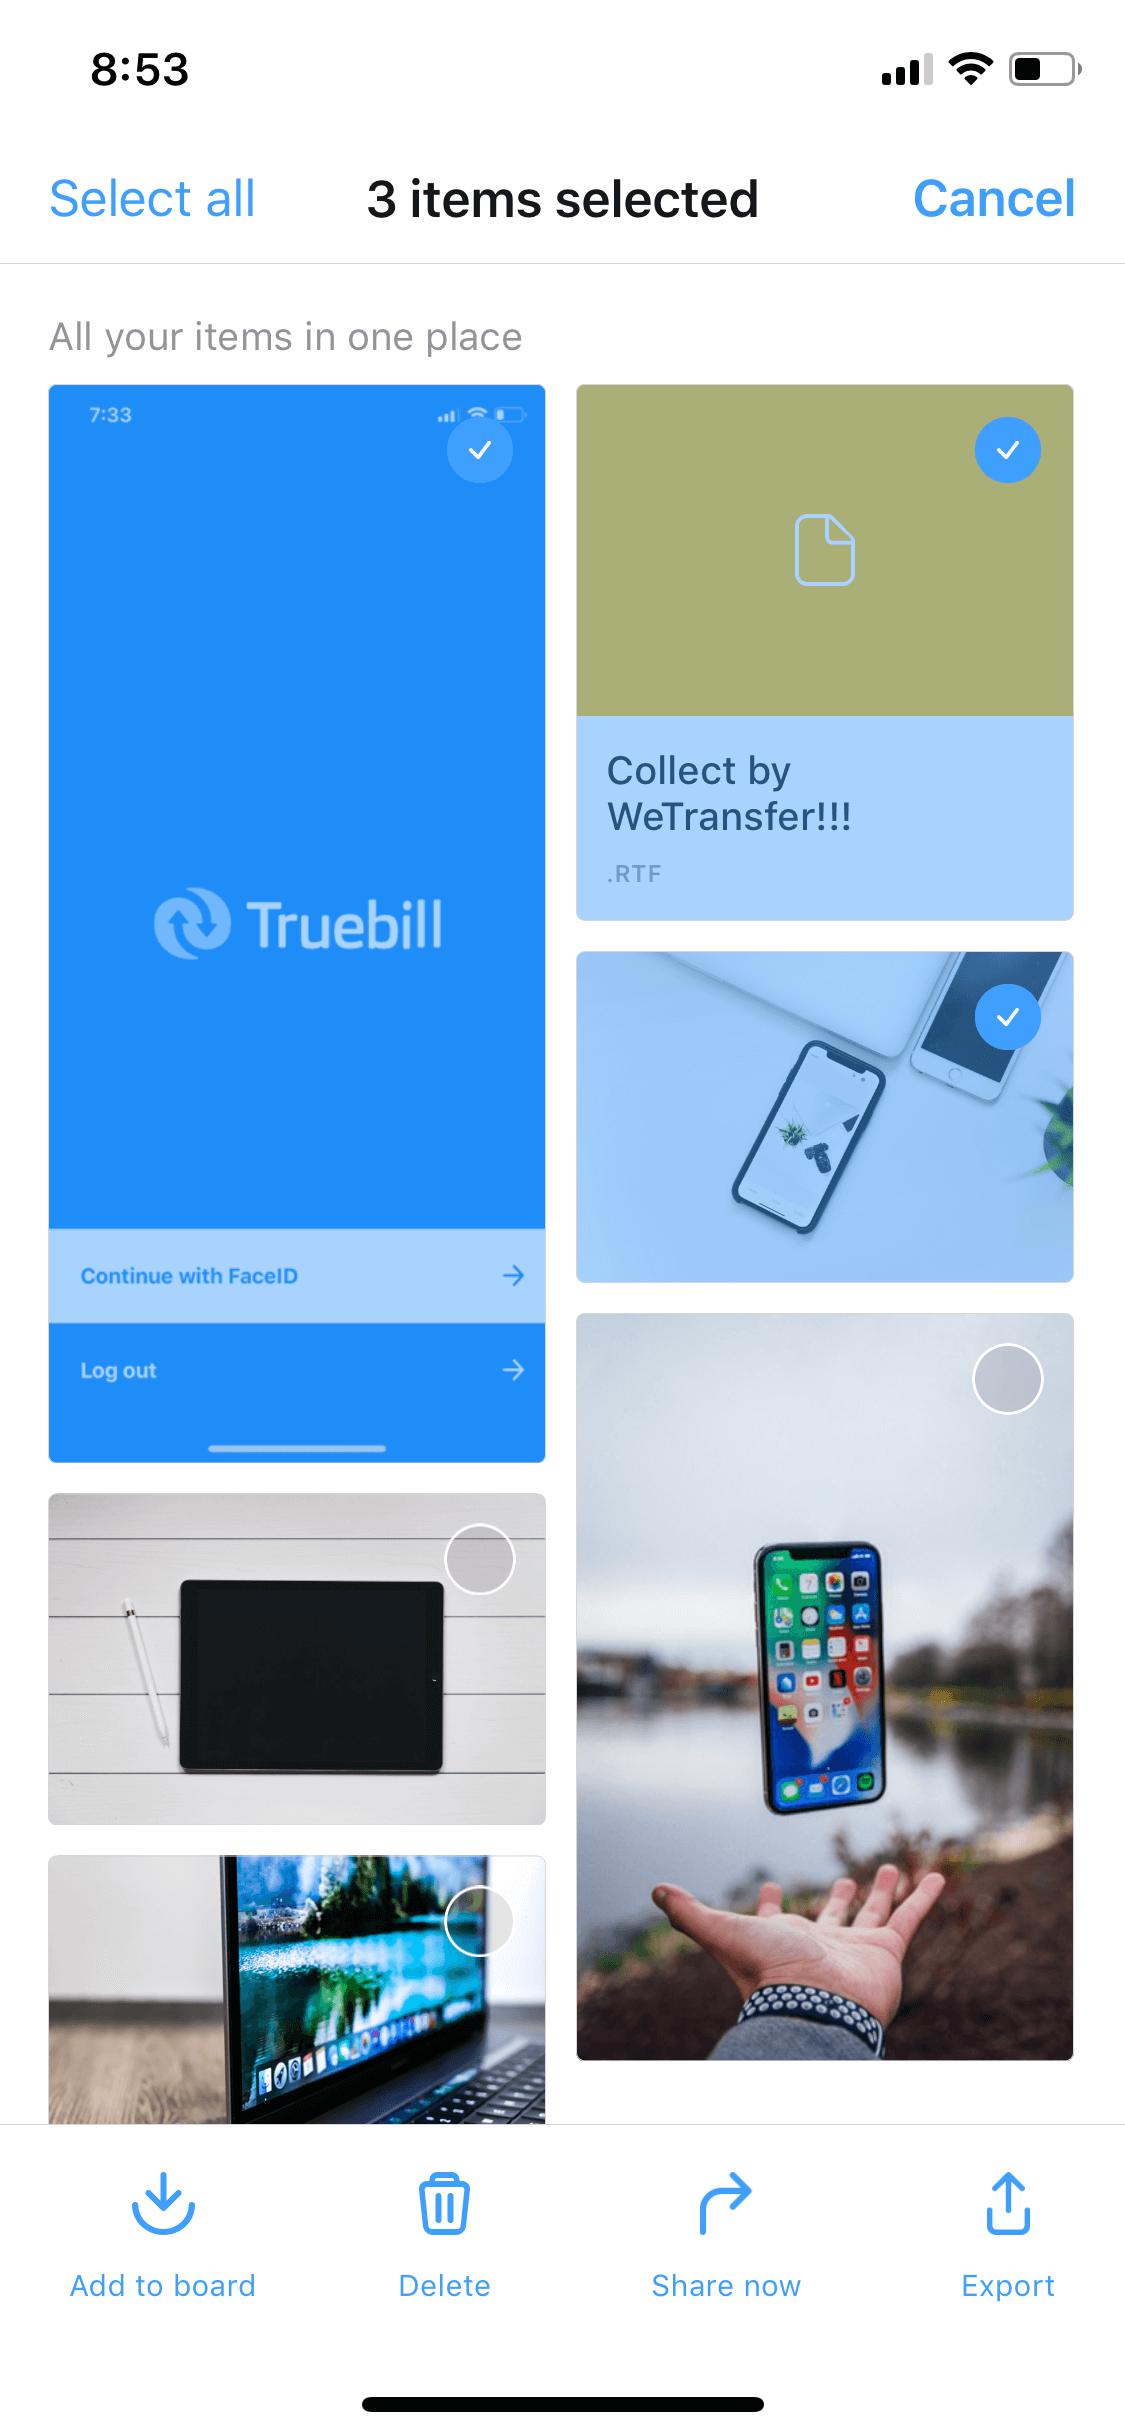 8:53
Select all
3 items selected
Cancel
All your items in one place
7:33
Truebill
Continue with FaceID
Log out
Collect by
WeTransfer!!!
.RTF
Add to board
Delete
Share now
Export